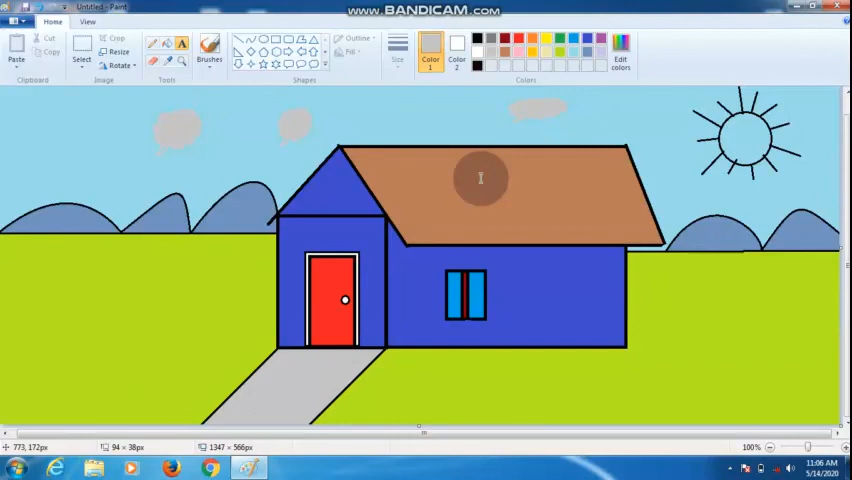 Untitled - Paint
WWW.BANDICAM.COM
Home
View
Paste
Cut
Copy
Clipboard
Select
Crop
Resize
Rotate
Image
A
Tools
Brushes
Shapes
Outline
Fill
Size
Color
1
Color
2
Edit
colors
Colors
773, 172px
94 × 38px
1347 × 566px
100%
11:06 AM
5/14/2020